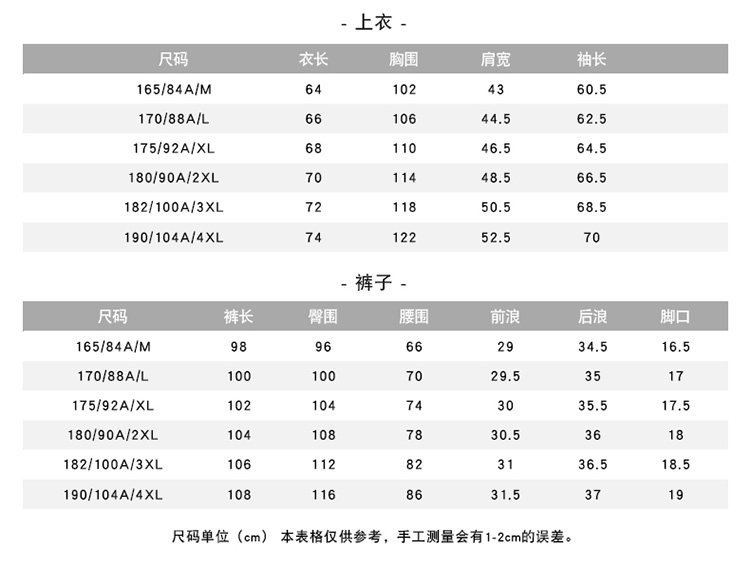 - 上衣 -
尺码 衣长 胸围 肩宽 袖长
165/84A/M 64 102 43 60.5
170/88A/L 66 106 44.5 62.5
175/92A/XL 68 110 46.5 64.5
180/90A/2XL 70 114 48.5 66.5
182/100A/3XL 72 118 50.5 68.5
190/104A/4XL 74 122 52.5 70
- 裤子 -
尺码 裤长 臀围 腰围 前浪 后浪 脚口
165/84A/M 98 96 66 29 34.5 16.5
170/88A/L 100 100 70 29.5 35 17
175/92A/XL 102 104 74 30 35.5 17.5
180/90A/2XL 104 108 78 30.5 36 18
182/100A/3XL 106 112 82 31 36.5 18.5
190/104A/4XL 108 116 86 31.5 37 19
尺码单位（cm） 本表格仅供参考，手工测量会有1-2cm的误差。